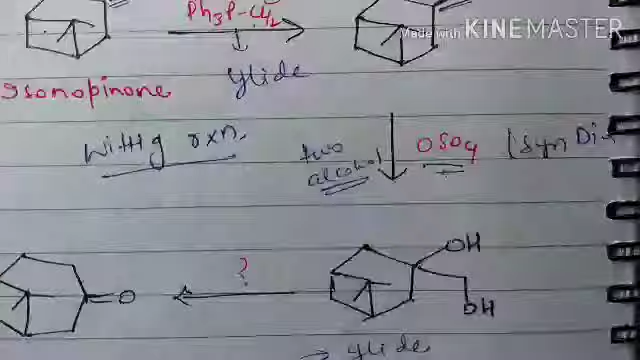 Ph3P-CH2
Made with KINEMASTER
ylide
Isonopinone
Wittig rxn.
two
alcohol
OSO4
(Syn Di
?
OH
O
OH
→ ylide